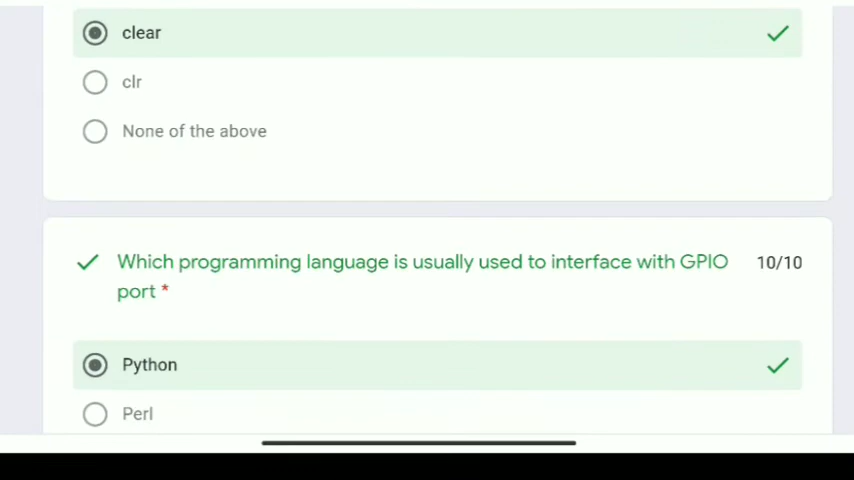 clear
clr
None of the above
Which programming language is usually used to interface with GPIO 10/10
port *
Python
Perl